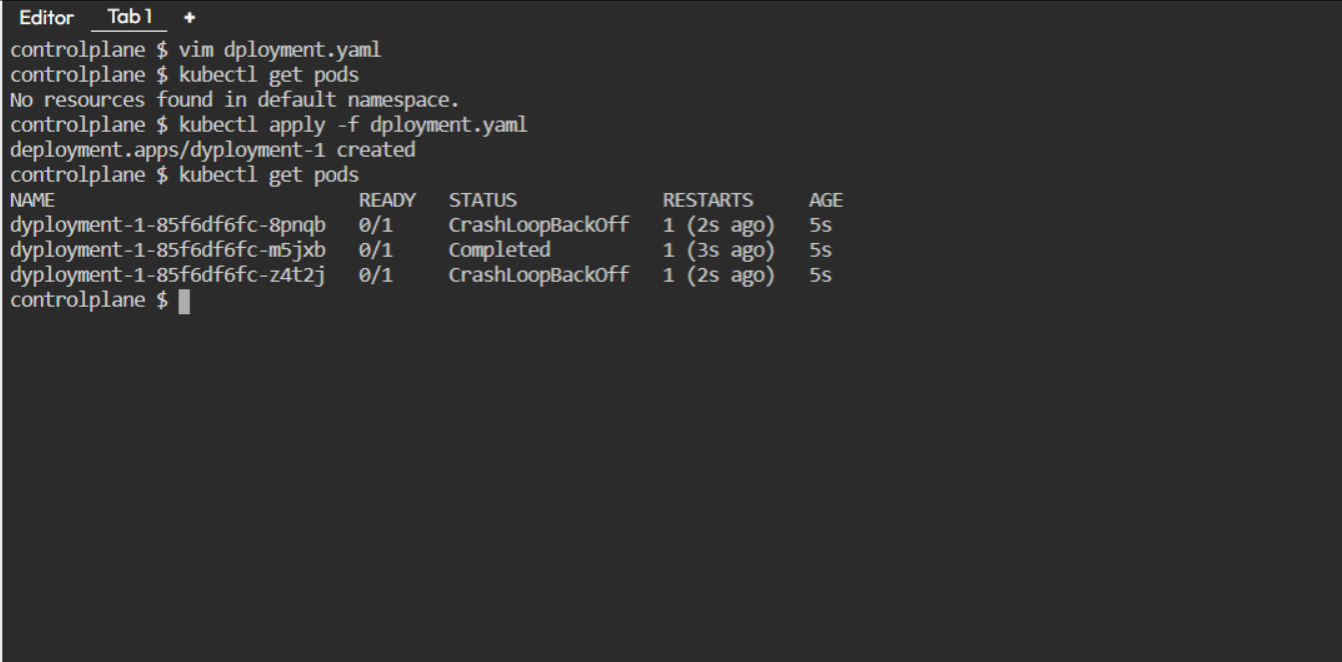 Editor Tab 1 +
controlplane $ vim dployment.yaml
controlplane $ kubectl get pods
No resources found in default namespace.
controlplane $ kubectl apply -f dployment.yaml
deployment.apps/dyployment-1 created
controlplane $ kubectl get pods
NAME READY STATUS RESTARTS AGE
dyployment-1-85f6df6fc-8pnqb 0/1 CrashLoopBackOff 1 (2s ago) 5s
dyployment-1-85f6df6fc-m5jxb 0/1 Completed 1 (3s ago) 5s
dyployment-1-85f6df6fc-z4t2j 0/1 CrashLoopBackOff 1 (2s ago) 5s
controlplane $